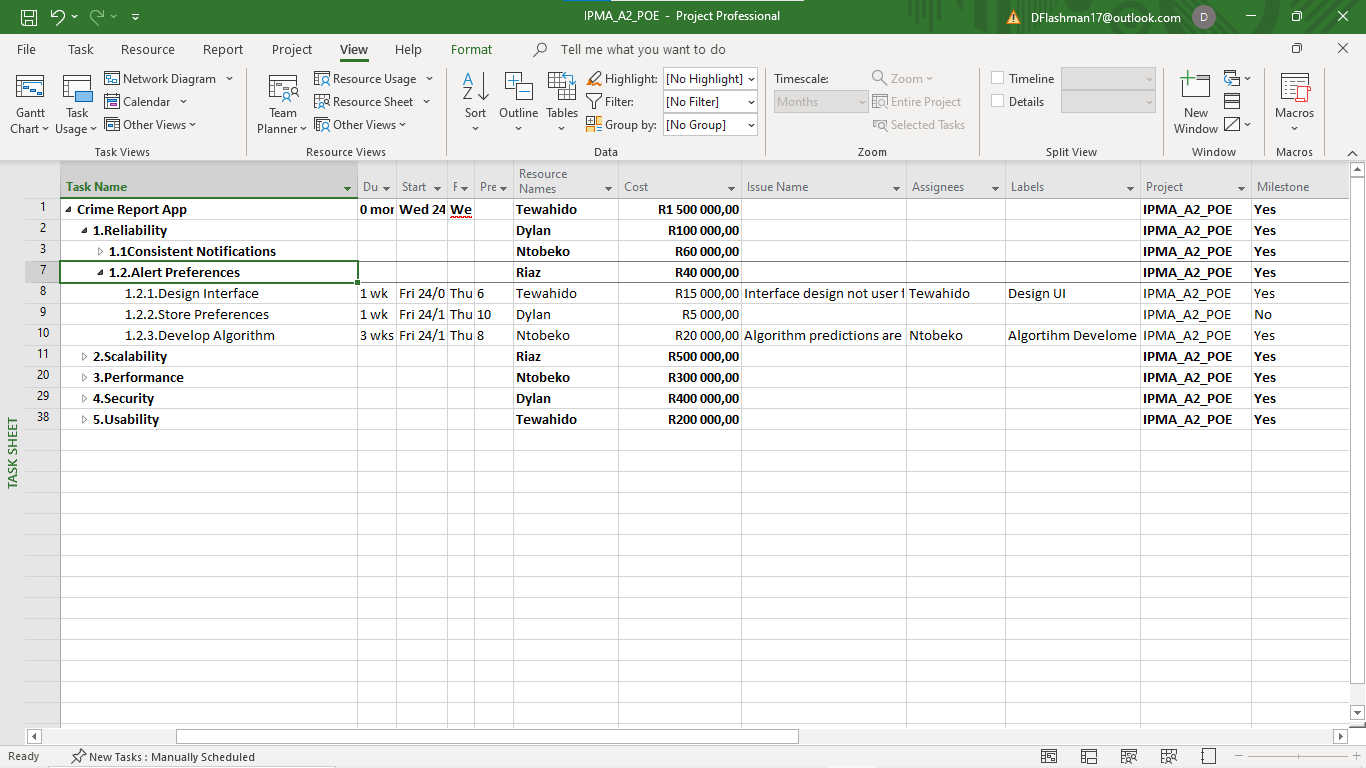 IPMA_A2_POE - Project Professional
DFlashman17@outlook.com D
File Task Resource Report Project View Help Format Tell me what you want to do
Gantt Chart
Task Usage
Network Diagram
Calendar
Other Views
Task Views
Team Planner
Resource Usage
Resource Sheet
Other Views
Resource Views
A Z Sort
Outline
Tables
Highlight: [No Highlight]
Filter: [No Filter]
Group by: [No Group]
Data
Timescale:
Months
Zoom
Entire Project
Selected Tasks
Zoom
Timeline
Details
Split View
New Window
Window
Macros
Macros
Task Name Du Start F Pre Resource Names Cost Issue Name Assignees Labels Project Milestone
1 Crime Report App 0 mor Wed 24 We Tewahido R1 500 000,00 IPMA_A2_POE Yes
2 1.Reliability Dylan R100 000,00 IPMA_A2_POE Yes
3 1.1Consistent Notifications Ntobeko R60 000,00 IPMA_A2_POE Yes
7 1.2.Alert Preferences Riaz R40 000,00 IPMA_A2_POE Yes
8 1.2.1.Design Interface 1 wk Fri 24/0 Thu 6 Tewahido R15 000,00 Interface design not user f Tewahido Design UI IPMA_A2_POE Yes
9 1.2.2.Store Preferences 1 wk Fri 24/1 Thu 10 Dylan R5 000,00 IPMA_A2_POE No
10 1.2.3.Develop Algorithm 3 wks Fri 24/1 Thu 8 Ntobeko R20 000,00 Algorithm predictions are Ntobeko Algortihm Develome IPMA_A2_POE Yes
11 2.Scalability Riaz R500 000,00 IPMA_A2_POE Yes
20 3.Performance Ntobeko R300 000,00 IPMA_A2_POE Yes
29 4.Security Dylan R400 000,00 IPMA_A2_POE Yes
38 5.Usability Tewahido R200 000,00 IPMA_A2_POE Yes
TASK SHEET
Ready New Tasks : Manually Scheduled